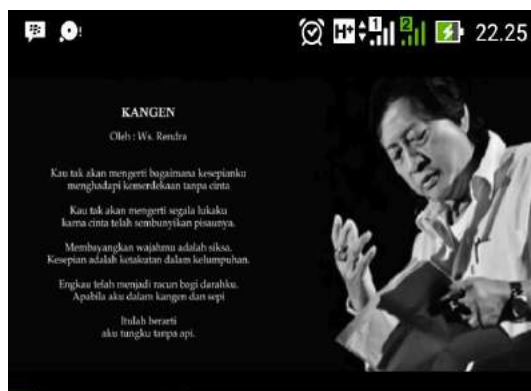 22.25
H+
1
2
KANGEN
Oleh : Ws. Rendra
Kau tak akan mengerti bagaimana kesepianku
menghadapi kemerdekaan tanpa cinta
Kau tak akan mengerti segala lukaku
karna cinta telah sembunyikan pisaunya.
Membayangkan wajahmu adalah siksa.
Kesepian adalah ketakutan dalam kelumpuhan.
Engkau telah menjadi racun bagi darahku.
Apabila aku dalam kangen dan sepi
Itulah berarti
aku tungku tanpa api.